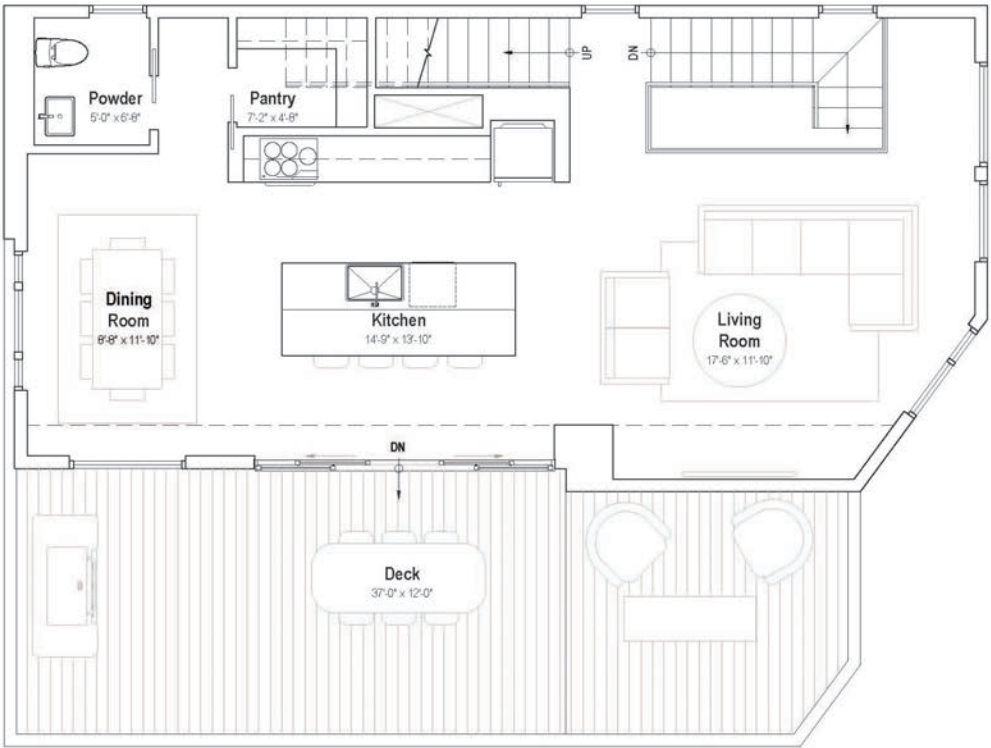 UP
DN
Powder
5'-0" x 6'-8"
Pantry
7'-2" x 4'-8"
Dining
Room
8'-8" x 11'-10"
Kitchen
14'-9" x 13'-10"
Living
Room
17'-6" x 11'-10"
DN
Deck
37'-0" x 12'-0"